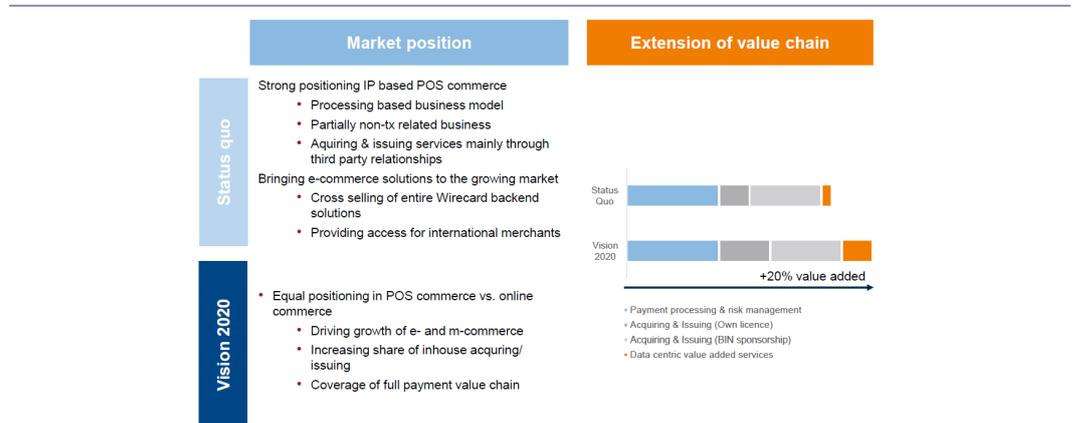 Market position
Extension of value chain
Status quo
Strong positioning IP based POS commerce
• Processing based business model
• Partially non-tx related business
• Aquiring & issuing services mainly through
third party relationships
Bringing e-commerce solutions to the growing market
• Cross selling of entire Wirecard backend
solutions
• Providing access for international merchants
Vision 2020
• Equal positioning in POS commerce vs. online
commerce
• Driving growth of e- and m-commerce
• Increasing share of inhouse acquring/
issuing
• Coverage of full payment value chain
Status
Quo
Vision
2020
+20% value added
Payment processing & risk management
Acquiring & Issuing (Own licence)
Acquiring & Issuing (BIN sponsorship)
Data centric value added services